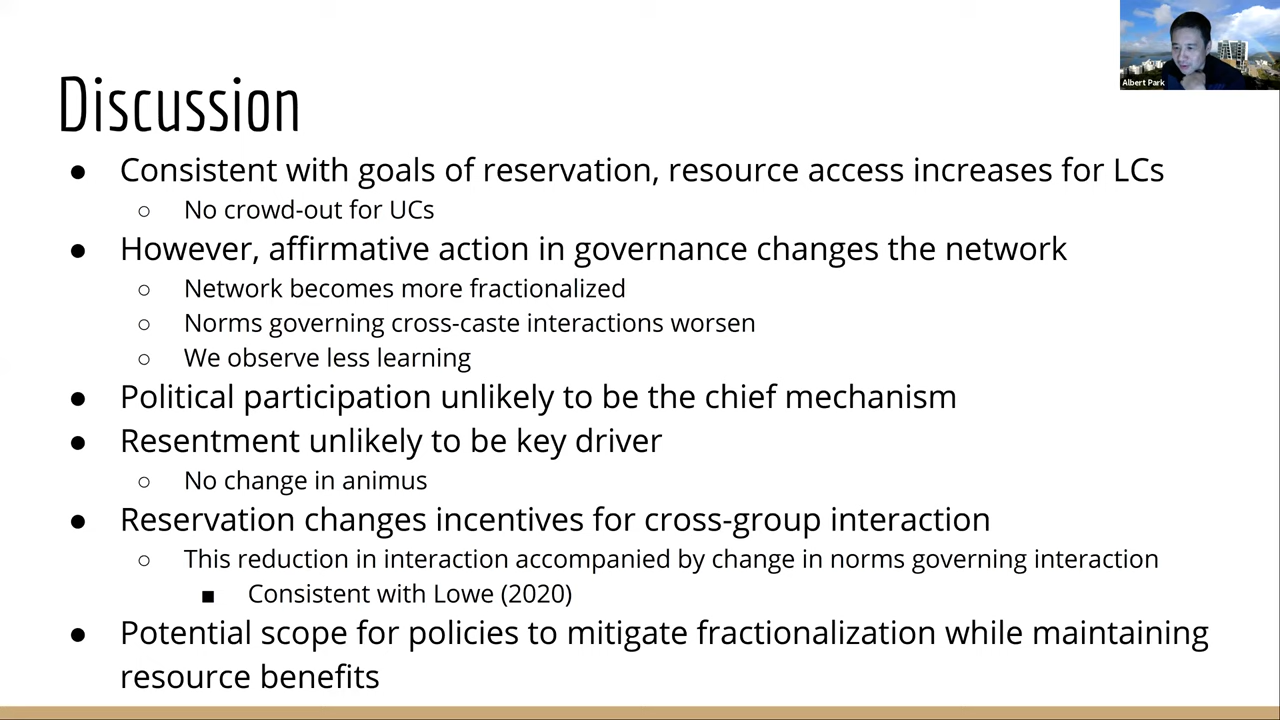 Albert Park
Discussion
● Consistent with goals of reservation, resource access increases for LCs
○ No crowd-out for UCs
● However, affirmative action in governance changes the network
○ Network becomes more fractionalized
○ Norms governing cross-caste interactions worsen
○ We observe less learning
● Political participation unlikely to be the chief mechanism
● Resentment unlikely to be key driver
○ No change in animus
● Reservation changes incentives for cross-group interaction
○ This reduction in interaction accompanied by change in norms governing interaction
■ Consistent with Lowe (2020)
● Potential scope for policies to mitigate fractionalization while maintaining
resource benefits